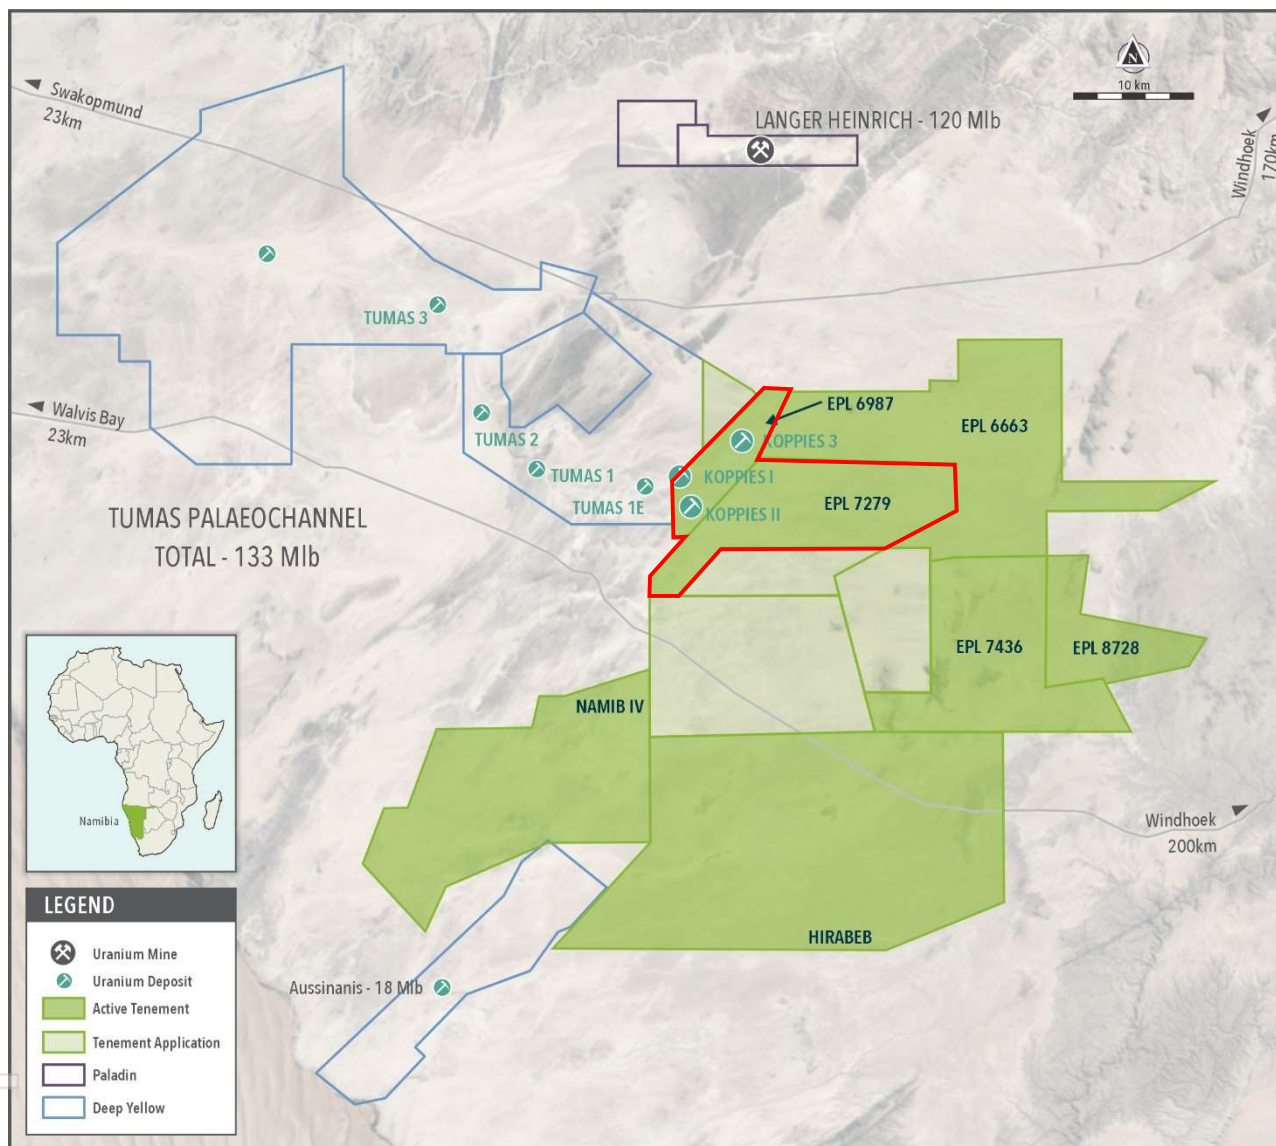 Swakopmund
23km
N
10 km
LANGER HEINRICH - 120 Mlb
Windhoek
170km
TUMAS 3
Walvis Bay
23km
EPL 6987
EPL 6663
TUMAS 2
KOPPIES 3
TUMAS 1
KOPPIES I
TUMAS 1E
EPL 7279
KOPPIES II
TUMAS PALAEOCHANNEL
TOTAL - 133 Mlb
EPL 7436
EPL 8728
NAMIB IV
Namibia
Windhoek
200km
HIRABEB
Aussinanis - 18 Mlb
LEGEND
Uranium Mine
Uranium Deposit
Active Tenement
Tenement Application
Paladin
Deep Yellow